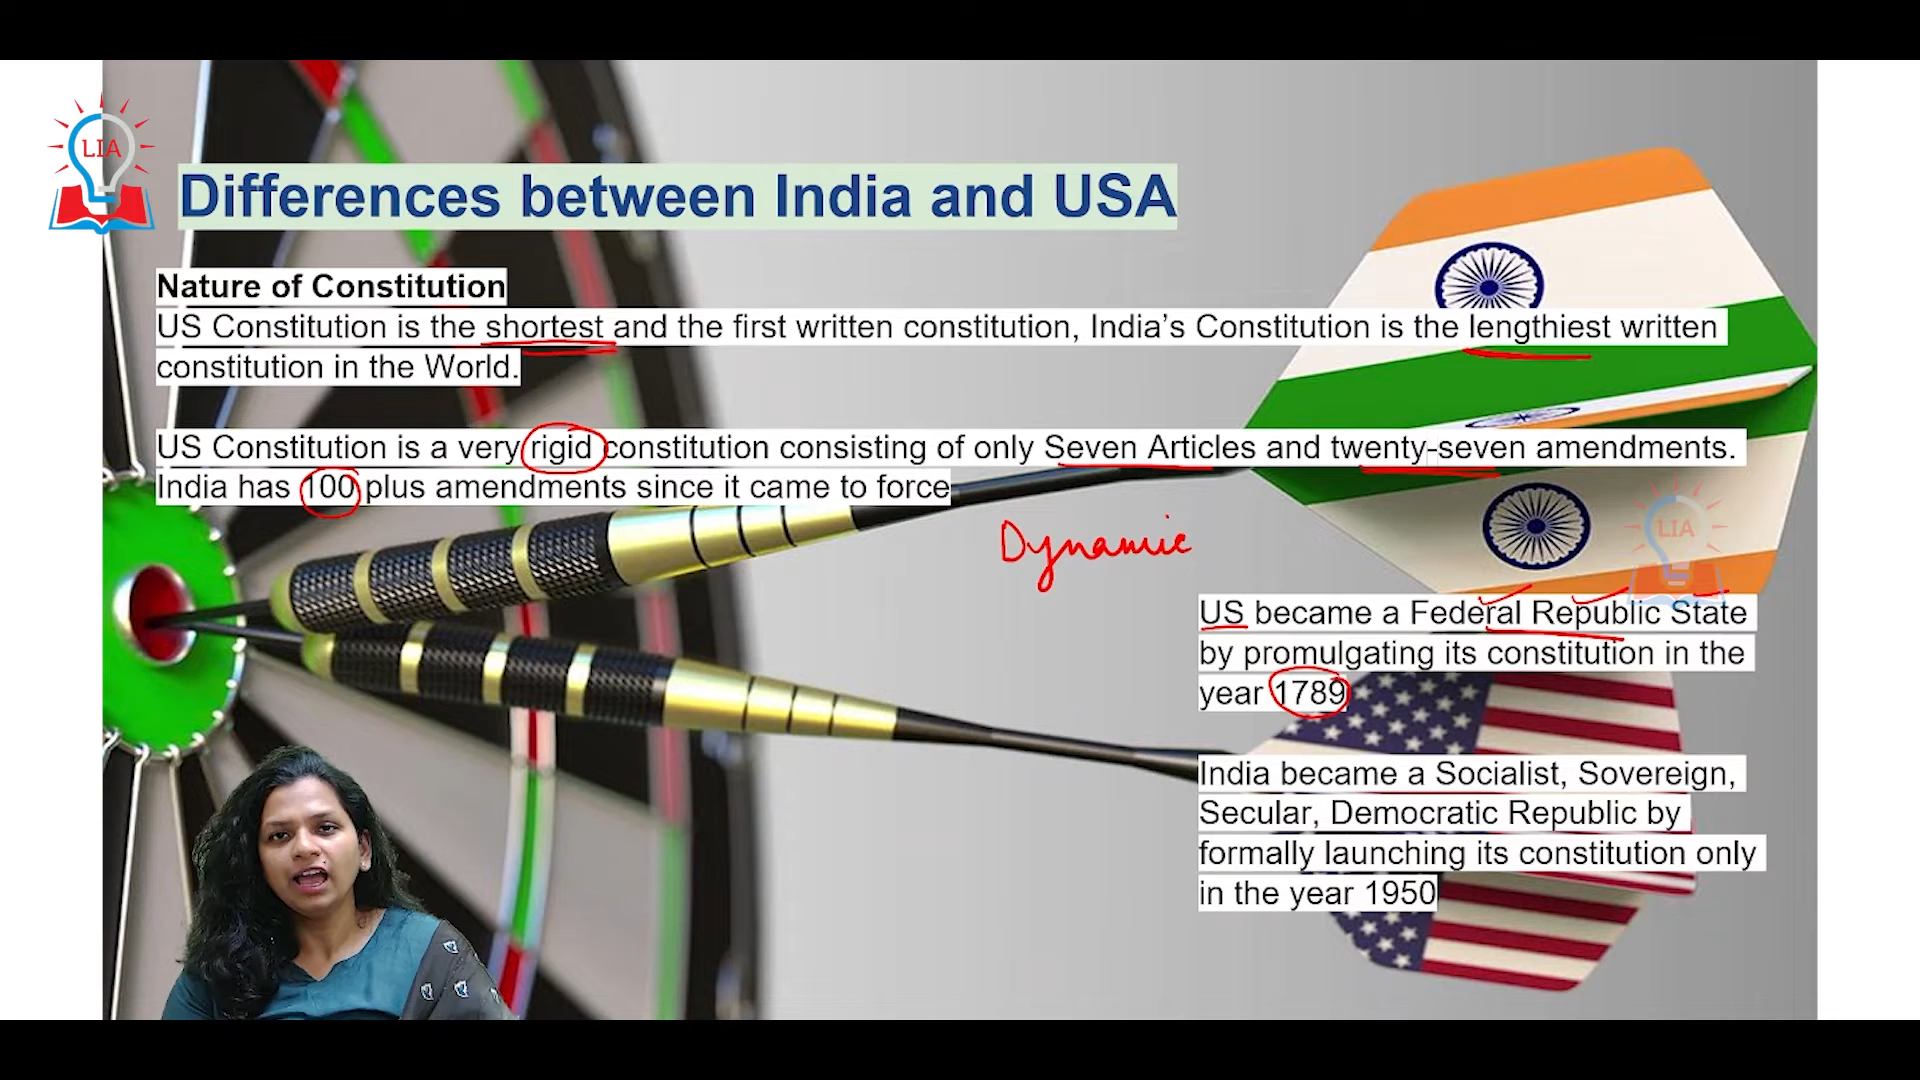 LIA
Differences between India and USA
Nature of Constitution
US Constitution is the shortest and the first written constitution, India’s Constitution is the lengthiest written
constitution in the World.
US Constitution is a very rigid constitution consisting of only Seven Articles and twenty-seven amendments.
India has 100 plus amendments since it came to force
Dynamic
LIA
US became a Federal Republic State
by promulgating its constitution in the
year 1789
India became a Socialist, Sovereign,
Secular, Democratic Republic by
formally launching its constitution only
in the year 1950